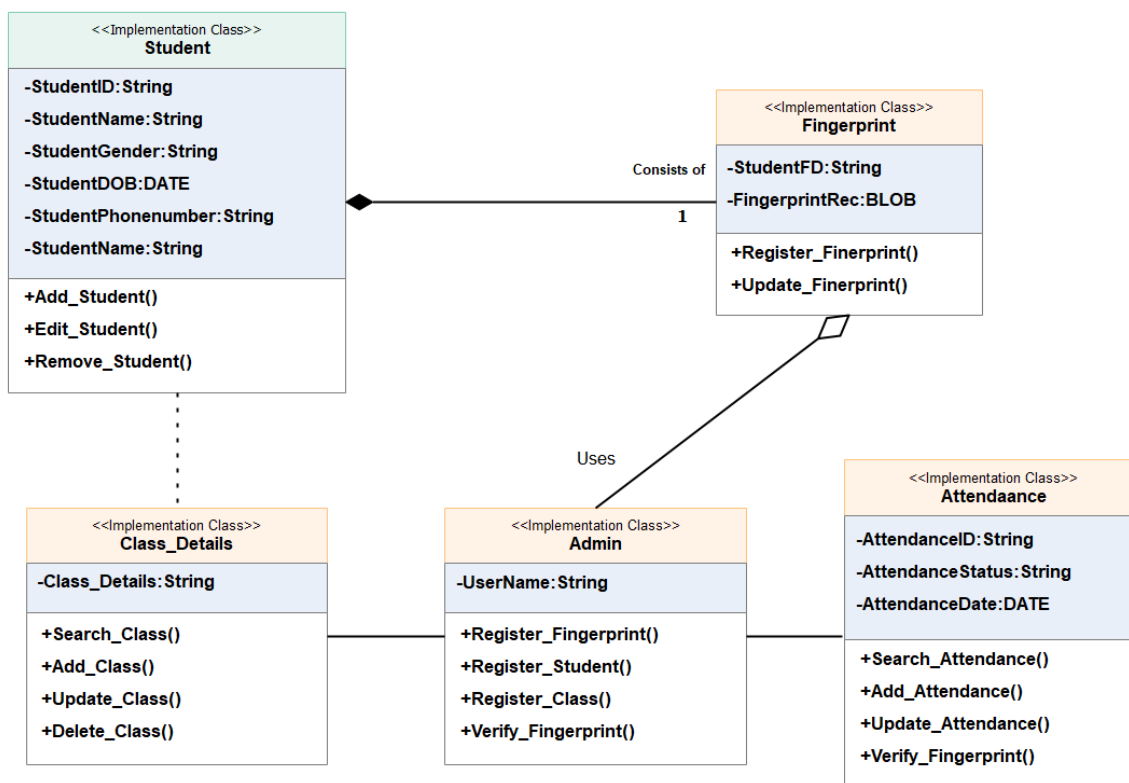 <<Implementation Class>>
Student
-StudentID:String
-StudentName:String
-StudentGender:String
-StudentDOB:DATE
-StudentPhonenumber:String
-StudentName:String
+Add_Student()
+Edit_Student()
+Remove_Student()
Consists of
1
<<Implementation Class>>
Fingerprint
-StudentFD:String
-FingerprintRec:BLOB
+Register_Finerprint()
+Update_Finerprint()
Uses
<<Implementation Class>>
Class_Details
-Class_Details:String
+Search_Class()
+Add_Class()
+Update_Class()
+Delete_Class()
<<Implementation Class>>
Admin
-UserName:String
+Register_Fingerprint()
+Register_Student()
+Register_Class()
+Verify_Fingerprint()
<<Implementation Class>>
Attendaance
-AttendanceID:String
-AttendanceStatus:String
-AttendanceDate:DATE
+Search_Attendance()
+Add_Attendance()
+Update_Attendance()
+Verify_Fingerprint()